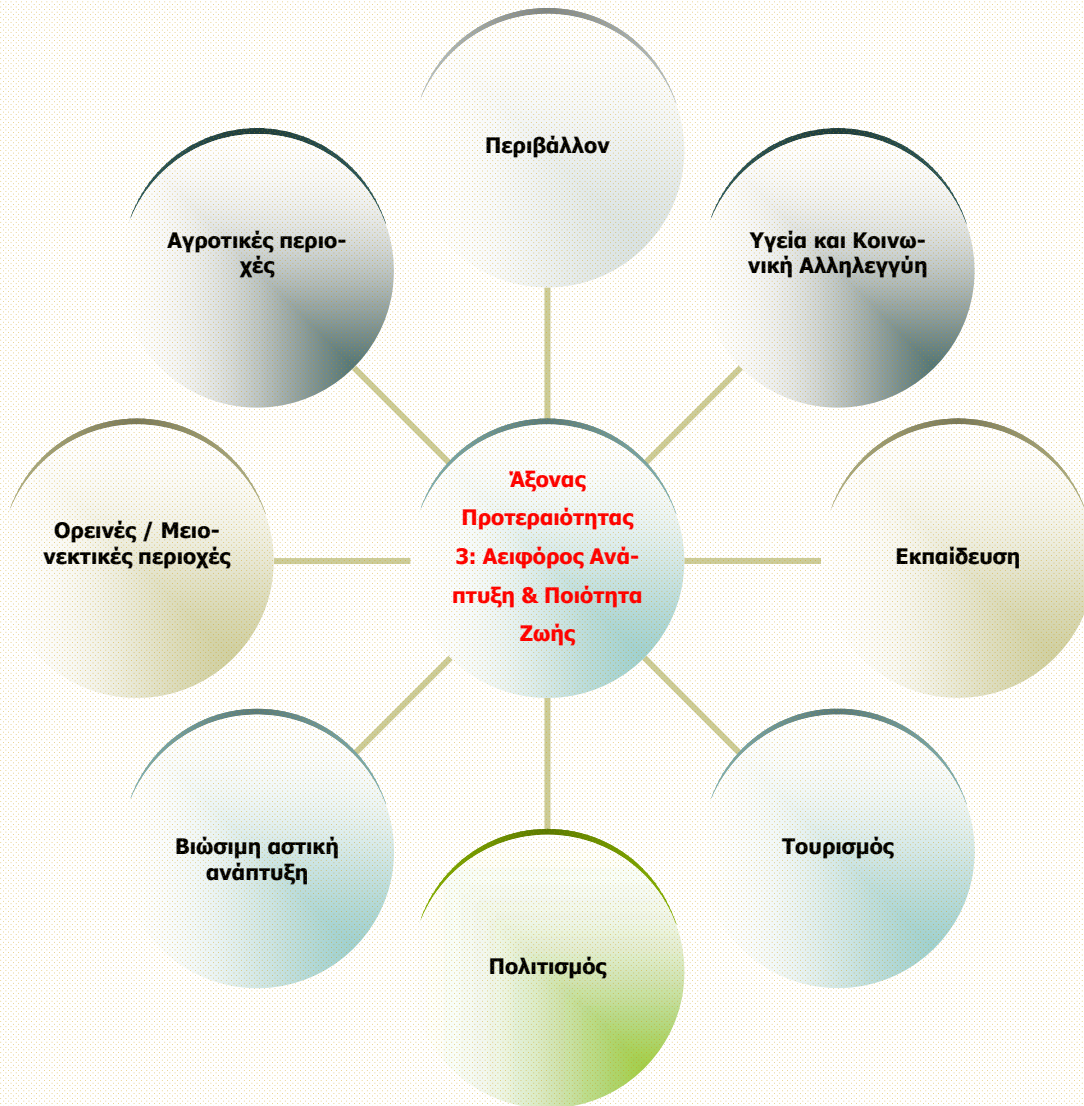 Περιβάλλον
Αγροτικές περιο-
χές
Υγεία και Κοινω-
νική Αλληλεγγύη
Άξονας
Προτεραιότητας
3: Αειφόρος Ανά-
πτυξη & Ποιότητα
Ζωής
Ορεινές / Μειο-
νεκτικές περιοχές
Εκπαίδευση
Βιώσιμη αστική
ανάπτυξη
Τουρισμός
Πολιτισμός